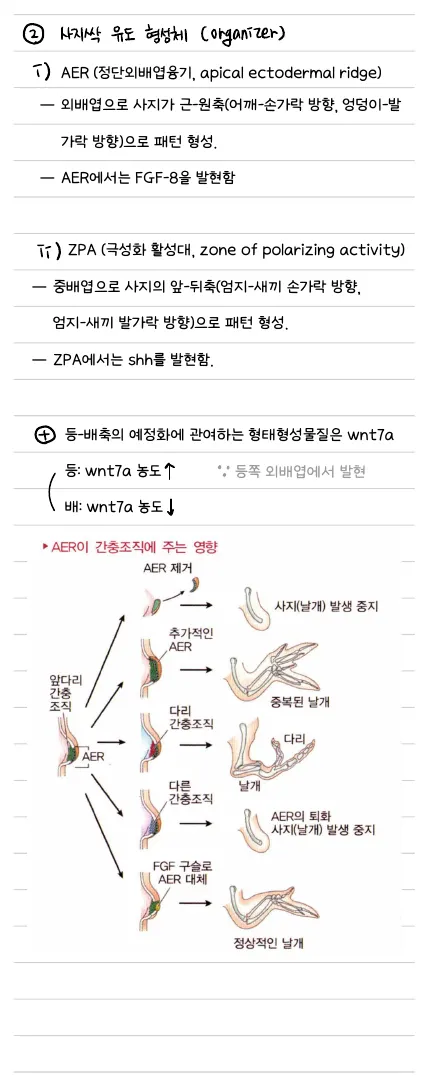 ② 사지싹 유도 형성체 (organizer)
i) AER (정단외배엽융기, apical ectodermal ridge)
— 외배엽으로 사지가 근-원축(어깨-손가락 방향, 엉덩이-발
가락 방향)으로 패턴 형성.
— AER에서는 FGF-8을 발현함
ii) ZPA (극성화 활성대, zone of polarizing activity)
— 중배엽으로 사지의 앞-뒤축(엄지-새끼 손가락 방향,
엄지-새끼 발가락 방향)으로 패턴 형성.
— ZPA에서는 shh를 발현함.
⊕ 등-배축의 예정화에 관여하는 형태형성물질은 wnt7a
등: wnt7a 농도↑ ∵ 등쪽 외배엽에서 발현
배: wnt7a 농도↓
▶AER이 간충조직에 주는 영향
AER 제거
사지(날개) 발생 중지
추가적인
AER
중복된 날개
앞다리
간충
조직
AER
다리
간충조직
다리
날개
다른
간충조직
AER의 퇴화
사지(날개) 발생 중지
FGF 구슬로
AER 대체
정상적인 날개